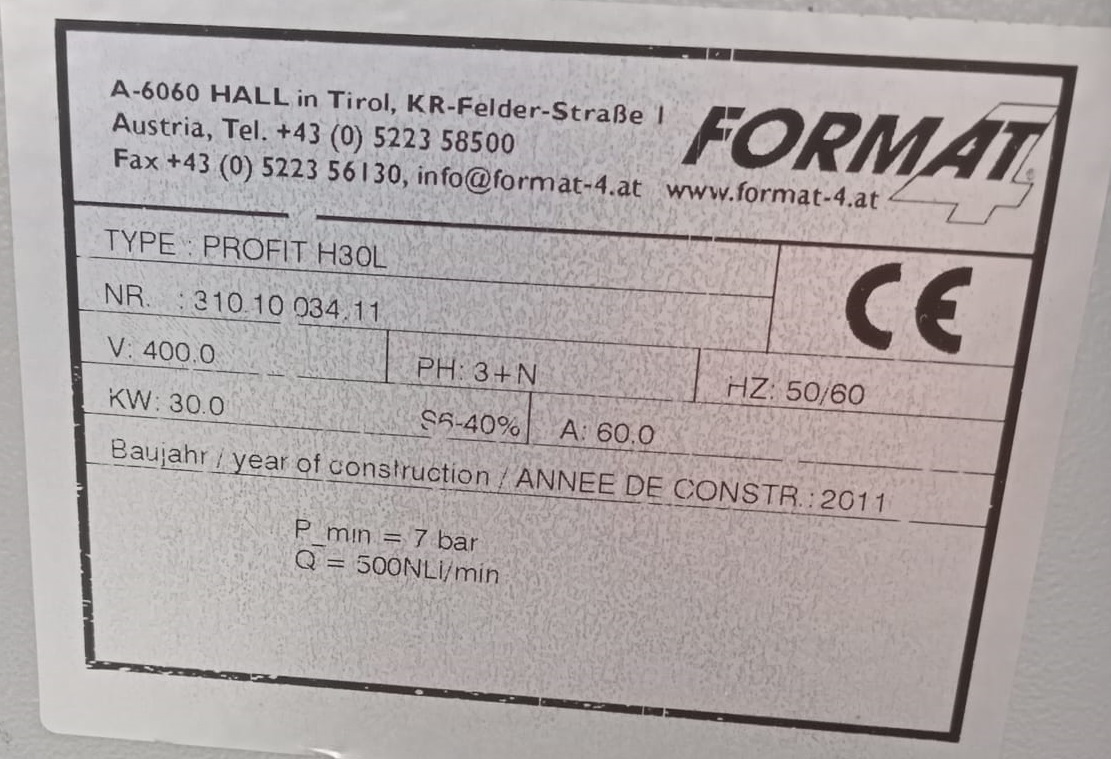 A-6060 HALL in Tirol, KR-Felder-Straße 1
Austria, Tel. +43 (0) 5223 58500
Fax +43 (0) 5223 56130, info@format-4.at www.format-4.at
FORMAT 4
TYPE : PROFIT H30L
CE
NR. : 310.10 034.11
V: 400.0 PH: 3+N HZ: 50/60
KW: 30.0 S6-40% A: 60.0
Baujahr / year of construction / ANNEE DE CONSTR.: 2011
P_min = 7 bar
Q = 500NLi/min